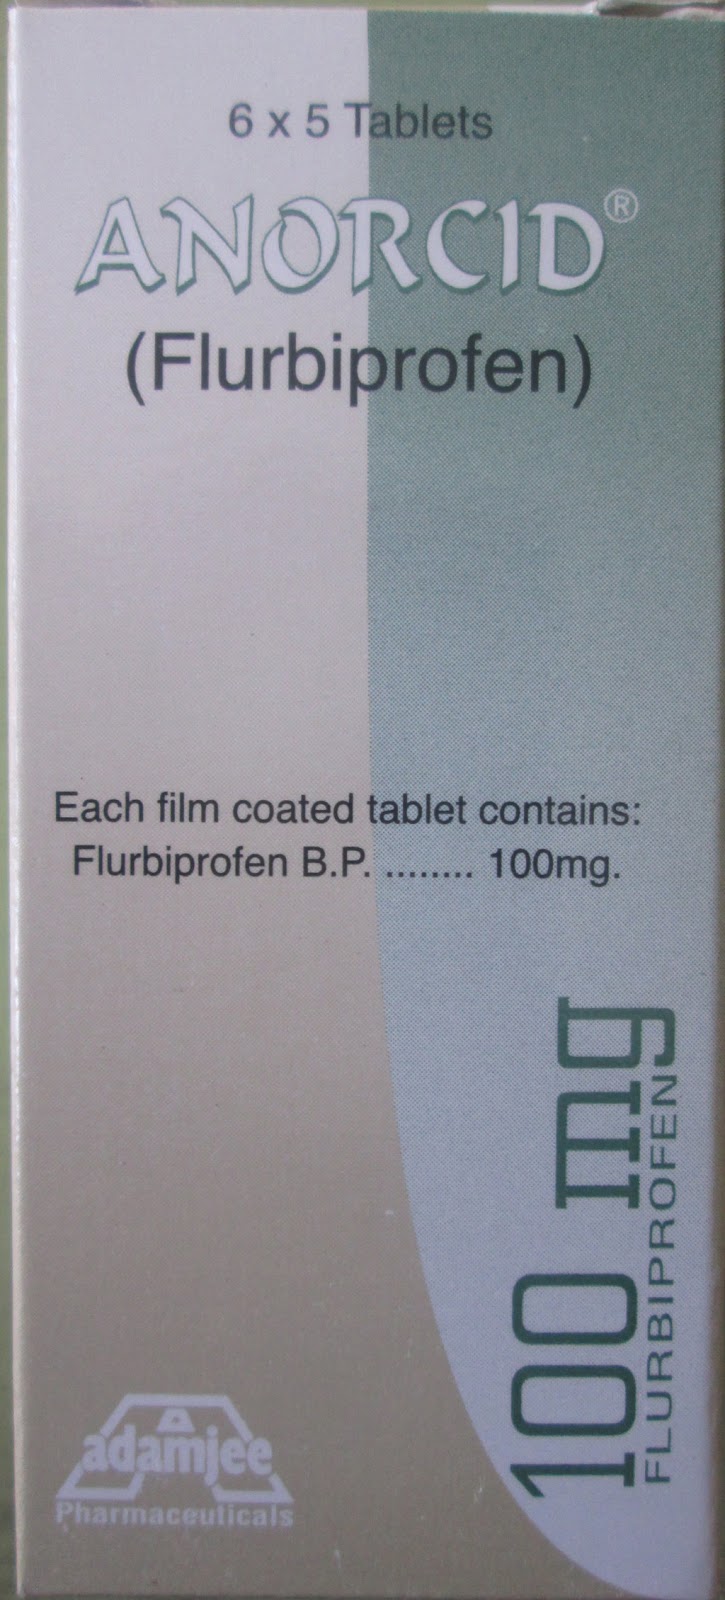 6 x 5 Tablets
ANORCID®
(Flurbiprofen)
Each film coated tablet contains:
Flurbiprofen B.P. ........ 100mg.
100 mg
FLURBIPROFEN
adamjee
Pharmaceuticals